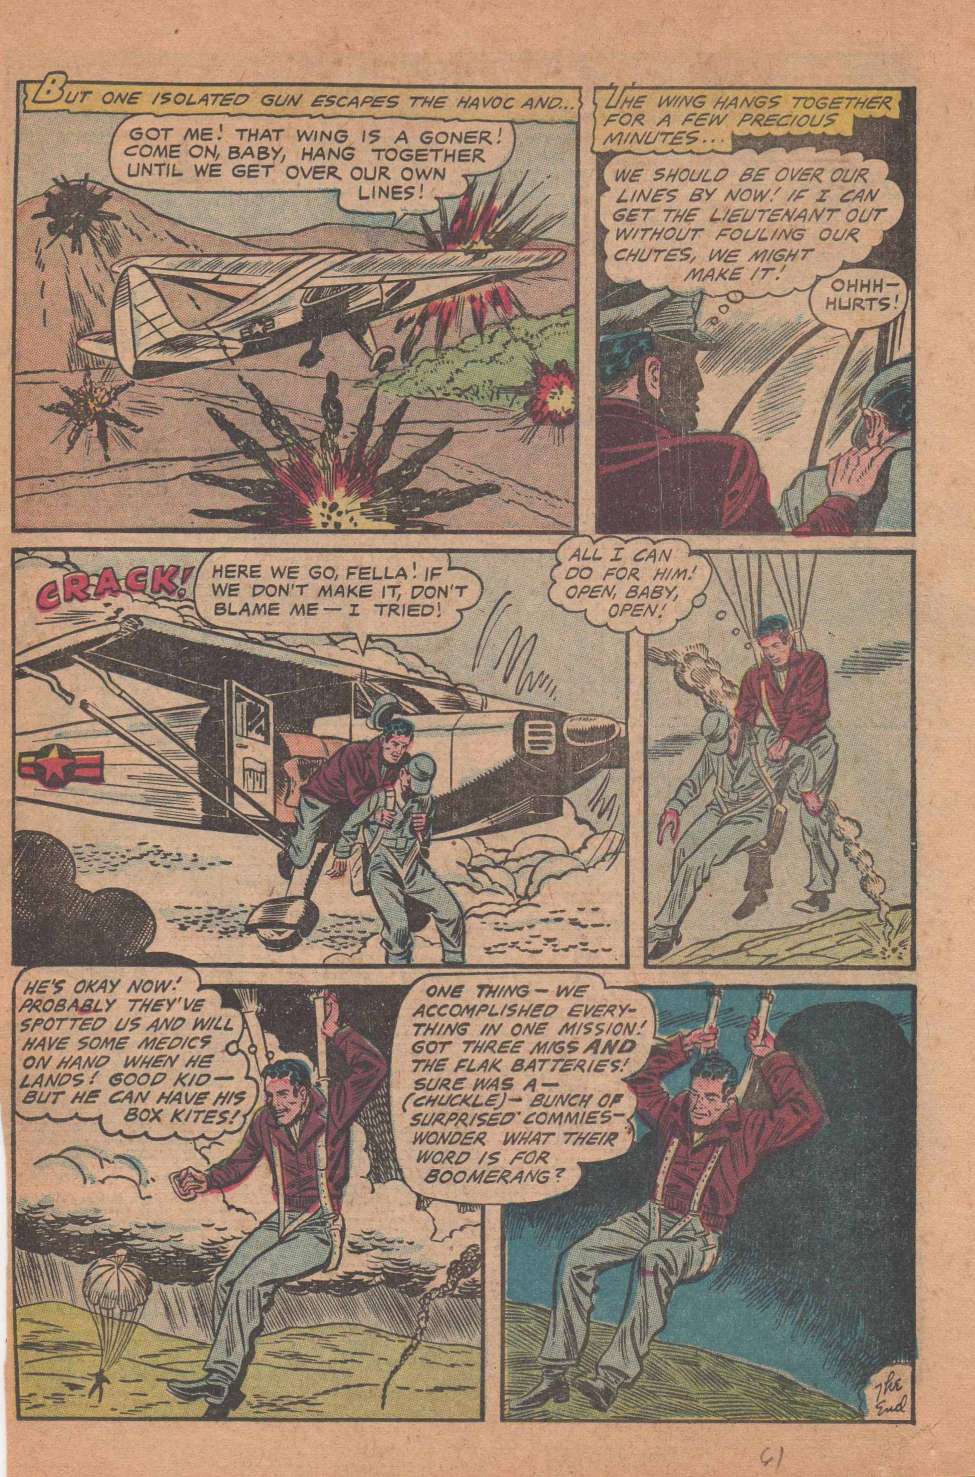 BUT ONE ISOLATED GUN ESCAPES THE HAVOC AND...
GOT ME! THAT WING IS A GONER!
COME ON, BABY, HANG TOGETHER
UNTIL WE GET OVER OUR OWN
LINES!
THE WING HANGS TOGETHER
FOR A FEW PRECIOUS
MINUTES...
WE SHOULD BE OVER OUR
LINES BY NOW! IF I CAN
GET THE LIEUTENANT OUT
WITHOUT FOULING OUR
CHUTES, WE MIGHT
MAKE IT!
OHHH—
HURTS!
CRACK!
HERE WE GO, FELLA! IF
WE DON'T MAKE IT, DON'T
BLAME ME— I TRIED!
ALL I CAN
DO FOR HIM!
OPEN, BABY,
OPEN!
HE'S OKAY NOW!
PROBABLY THEY'VE
SPOTTED US AND WILL
HAVE SOME MEDICS
ON HAND WHEN HE
LANDS! GOOD KID—
BUT HE CAN HAVE HIS
BOX KITES!
ONE THING— WE
ACCOMPLISHED EVERY-
THING IN ONE MISSION!
GOT THREE MIGS AND
THE FLAK BATTERIES!
SURE WAS A—
(CHUCKLE)— BUNCH OF
SURPRISED COMMIES—
WONDER WHAT THEIR
WORD IS FOR
BOOMERANG?
The
End
61